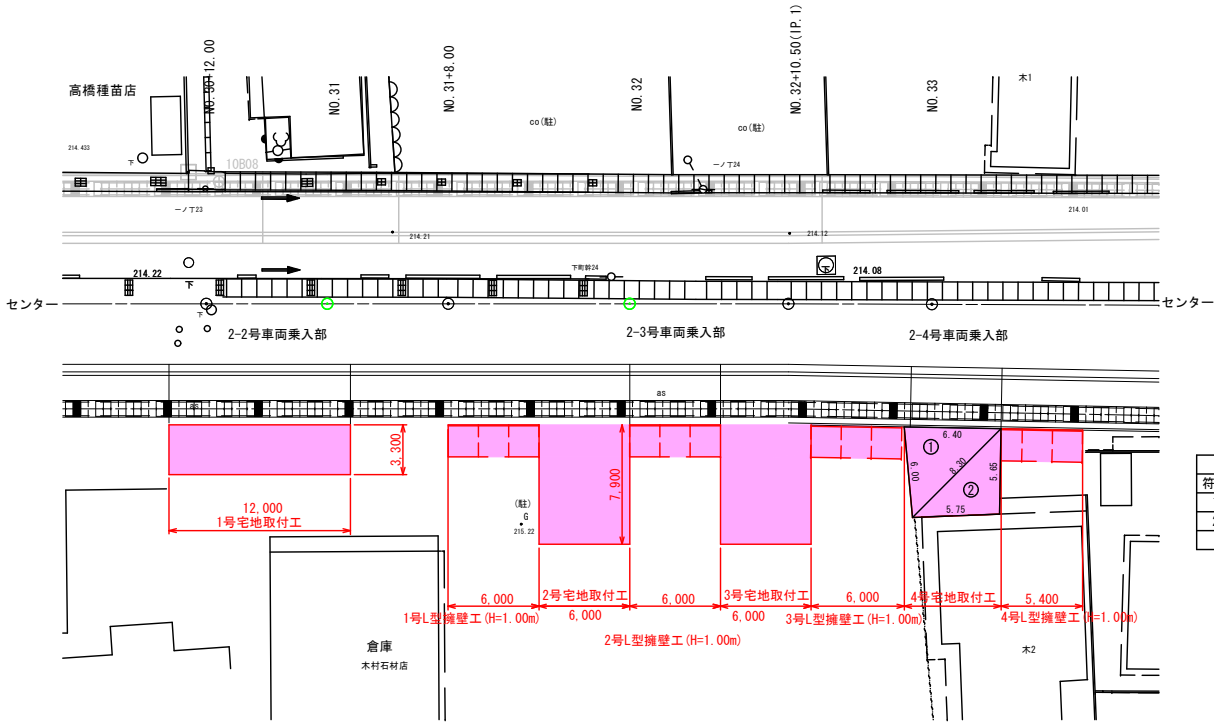 高橋種苗店
NO.30+12.00
NO.31
NO.31+8.00
NO.32
NO.32+10.50(IP.1)
NO.33
木1
co(駐)
co(駐)
214.433
下
10B08
一ノ丁24
一ノ丁23
214.21
214.12
214.01
214.22
下
下町幹24
下
214.08
センター
センター
下
2-2号車両乗入部
2-3号車両乗入部
2-4号車両乗入部
as
as
3,300
12,000
1号宅地取付工
7,900
(駐)
G
215.22
①
6.40
6.00
8.30
5.65
②
5.75
符
6,000
2号宅地取付工
6,000
6,000
3号宅地取付工
6,000
6,000
4号宅地取付工
5,400
1号L型擁壁工(H=1.00m)
2号L型擁壁工(H=1.00m)
3号L型擁壁工(H=1.00m)
4号L型擁壁工(H=1.00m)
倉庫
木村石材店
木2